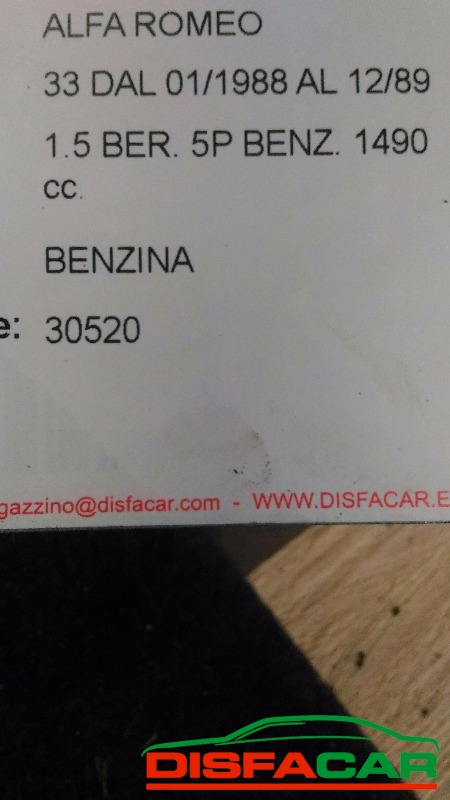 ALFA ROMEO
33 DAL 01/1988 AL 12/89
1.5 BER. 5P BENZ. 1490
cc.
BENZINA
e: 30520
gazzino@disfacar.com - WWW.DISFACAR.E
DISFACAR